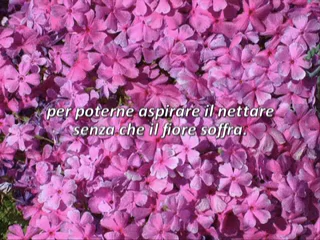 per poterne aspirare il nettare
senza che il fiore soffra.